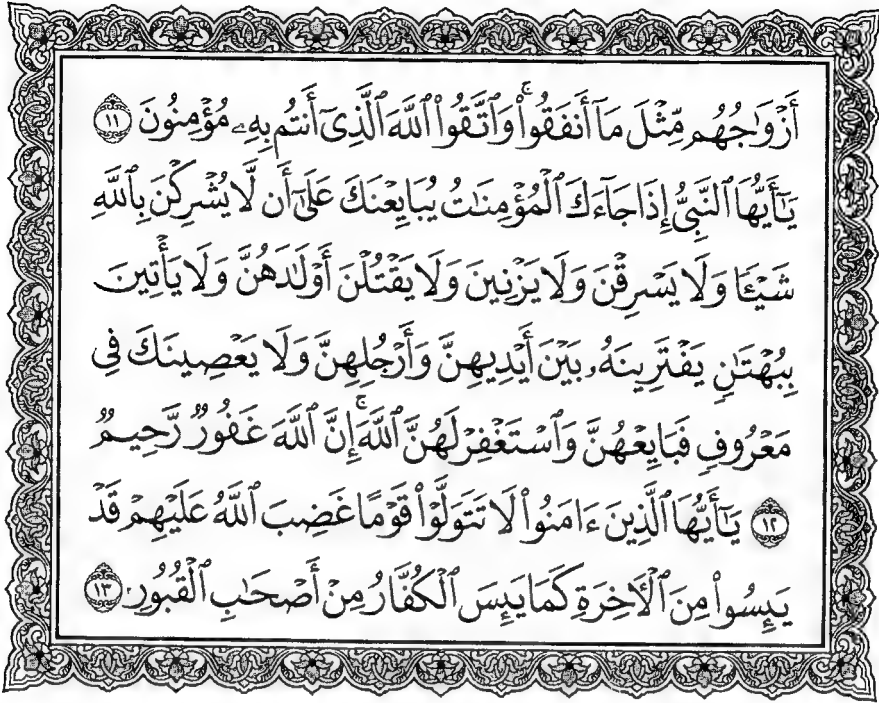 أَزْوَٰجُهُم مِّثْلَ مَآ أَنفَقُوا۟ ۚ وَٱتَّقُوا۟ ٱللَّهَ ٱلَّذِىٓ أَنتُم بِهِۦ مُؤْمِنُونَ ١١
يَٰٓأَيُّهَا ٱلنَّبِىُّ إِذَا جَآءَكَ ٱلْمُؤْمِنَٰتُ يُبَايِعْنَكَ عَلَىٰٓ أَن لَّا يُشْرِكْنَ بِٱللَّهِ
شَيْـًٔا وَلَا يَسْرِقْنَ وَلَا يَزْنِينَ وَلَا يَقْتُلْنَ أَوْلَٰدَهُنَّ وَلَا يَأْتِينَ
بِبُهْتَٰنٍ يَفْتَرِينَهُۥ بَيْنَ أَيْدِيهِنَّ وَأَرْجُلِهِنَّ وَلَا يَعْصِينَكَ فِى
مَعْرُوفٍ فَبَايِعْهُنَّ وَٱسْتَغْفِرْ لَهُنَّ ٱللَّهَ ۖ إِنَّ ٱللَّهَ غَفُورٌ رَّحِيمٌ
١٢ يَٰٓأَيُّهَا ٱلَّذِينَ ءَامَنُوا۟ لَا تَتَوَلَّوْا۟ قَوْمًا غَضِبَ ٱللَّهُ عَلَيْهِمْ قَدْ
يَئِسُوا۟ مِنَ ٱلْءَاخِرَةِ كَمَا يَئِسَ ٱلْكُفَّارُ مِنْ أَصْحَٰبِ ٱلْقُبُورِ ١٣